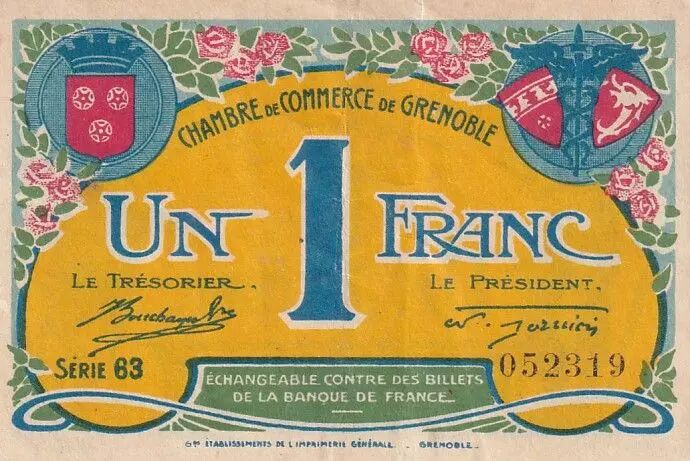 CHAMBRE DE COMMERCE DE GRENOBLE
UN 1 FRANC
LE TRÉSORIER.
LE PRÉSIDENT.
SÉRIE 63
052319
ÉCHANGEABLE CONTRE DES BILLETS
DE LA BANQUE DE FRANCE
Gds ÉTABLISSEMENTS DE L'IMPRIMERIE GÉNÉRALE. - GRENOBLE.